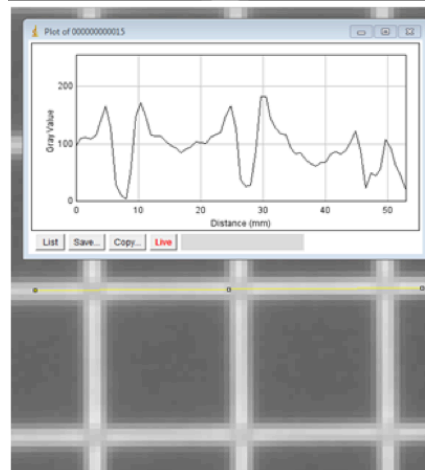 Plot of 000000000015
200
100
0
Gray Value
0 10 20 30 40 50
Distance (mm)
List Save... Copy... Live